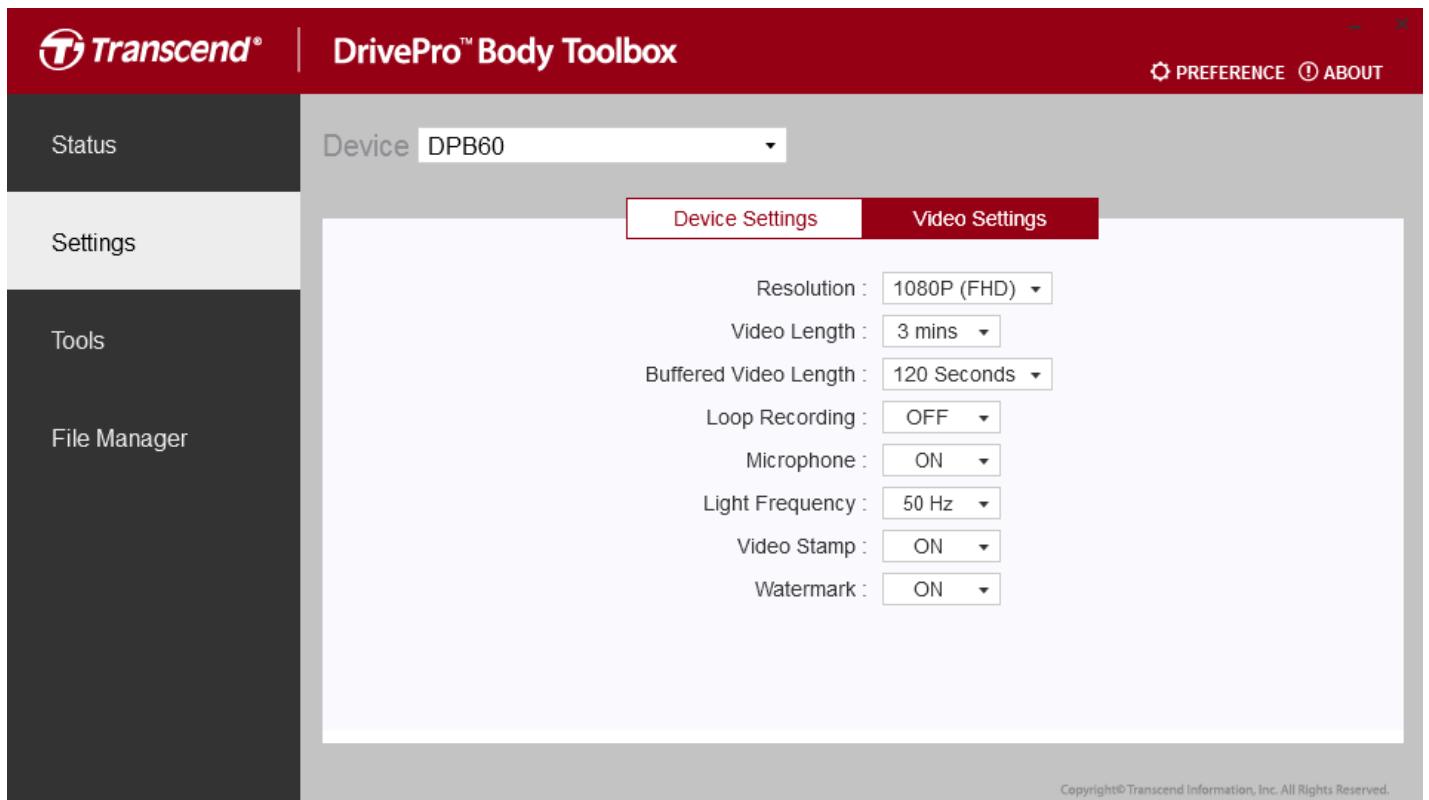 Transcend® DrivePro™ Body Toolbox
PREFERENCE ABOUT
Status
Device DPB60
Device Settings Video Settings
Settings
Resolution : 1080P (FHD)
Video Length : 3 mins
Tools
Buffered Video Length : 120 Seconds
Loop Recording : OFF
File Manager
Microphone : ON
Light Frequency : 50 Hz
Video Stamp : ON
Watermark : ON
Copyright© Transcend Information, Inc. All Rights Reserved.